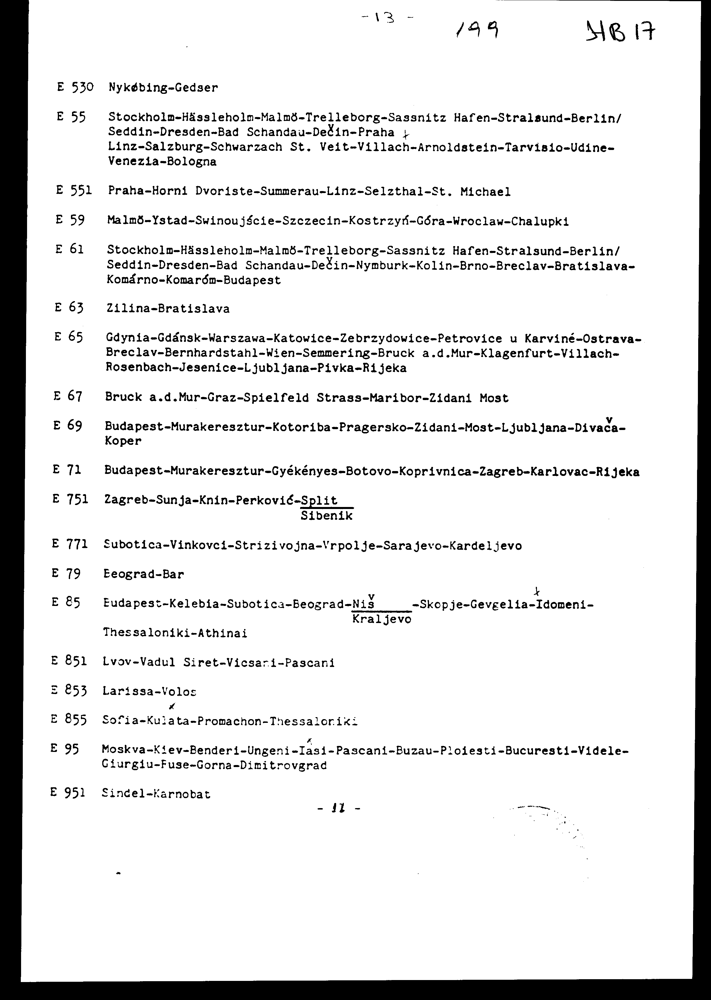 -13 -
199 HB 17
E 530 Nykøbing-Gedser
E 55 Stockholm-Hässleholm-Malmö-Trelleborg-Sassnitz Hafen-Stralsund-Berlin/
Seddin-Dresden-Bad Schandau-Dečin-Praha
Linz-Salzburg-Schwarzach St. Veit-Villach-Arnoldstein-Tarvisio-Udine-
Venezia-Bologna
E 551 Praha-Horni Dvoriste-Summerau-Linz-Selzthal-St. Michael
E 59 Malmö-Ystad-Swinoujście-Szczecin-Kostrzyń-Góra-Wroclaw-Chalupki
E 61 Stockholm-Hässleholm-Malmö-Trelleborg-Sassnitz Hafen-Stralsund-Berlin/
Seddin-Dresden-Bad Schandau-Dečin-Nymburk-Kolin-Brno-Breclav-Bratislava-
Komárno-Komaróm-Budapest
E 63 Zilina-Bratislava
E 65 Gdynia-Gdánsk-Warszawa-Katowice-Zebrzydowice-Petrovice u Karviné-Ostrava-
Breclav-Bernhardstahl-Wien-Semmering-Bruck a.d.Mur-Klagenfurt-Villach-
Rosenbach-Jesenice-Ljubljana-Pivka-Rijeka
E 67 Bruck a.d.Mur-Graz-Spielfeld Strass-Maribor-Zidani Most
E 69 Budapest-Murakeresztur-Kotoriba-Pragersko-Zidani-Most-Ljubljana-Divača-
Koper
E 71 Budapest-Murakeresztur-Gyékényes-Botovo-Koprivnica-Zagreb-Karlovac-Rijeka
E 751 Zagreb-Sunja-Knin-Perković-Split
Sibenik
E 771 Subotica-Vinkovci-Strizivojna-Vrpolje-Sarajevo-Kardeljevo
E 79 Beograd-Bar
E 85 Budapest-Kelebia-Subotica-Beograd-Niš -Skopje-Gevgelia-Idomeni-
Kraljevo
Thessaloniki-Athinai
E 851 Lvov-Vadul Siret-Vicsani-Pascani
E 853 Larissa-Volos
E 855 Sofia-Kulata-Promachon-Thessaloniki
E 95 Moskva-Kiev-Benderi-Ungeni-Iasi-Pascani-Buzau-Ploiesti-Bucuresti-Videle-
Giurgiu-Ruse-Gorna-Dimitrovgrad
E 951 Sindel-Karnobat